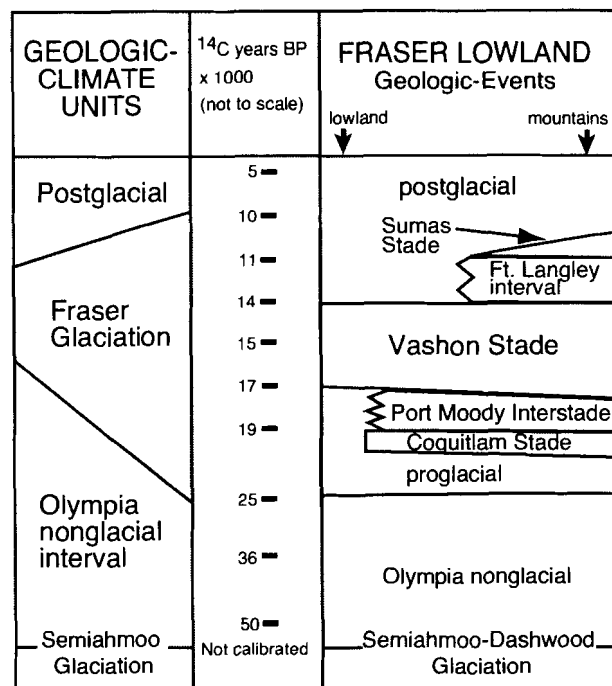 GEOLOGIC-
CLIMATE
UNITS
¹⁴C years BP
x 1000
(not to scale)
FRASER LOWLAND
Geologic-Events
lowland
mountains
Postglacial
Fraser
Glaciation
Olympia
nonglacial
interval
Semiahmoo
Glaciation
5
10
11
14
15
17
19
25
36
50
Not calibrated
postglacial
Sumas
Stade
Ft. Langley
interval
Vashon Stade
Port Moody Interstade
Coquitlam Stade
proglacial
Olympia nonglacial
Semiahmoo-Dashwood
Glaciation